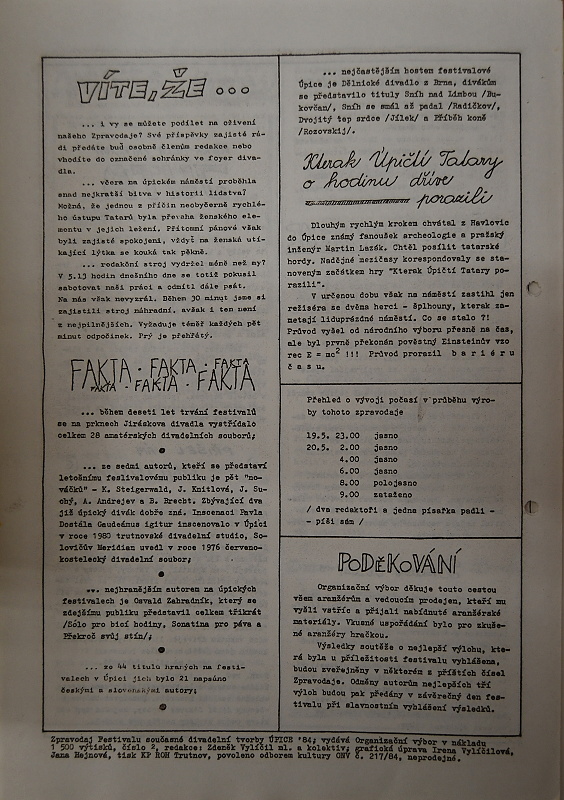 VÍTE, ŽE ...
... i vy se můžete podílet na oživení
našeho Zpravodaje? Své příspěvky zajisté rá-
di předáte buď osobně členům redakce nebo
vhodíte do označené schránky ve foyer diva-
dla.
... včera na úpickém náměstí proběhla
snad nejkratší bitva v historii lidstva?
Možná, že jednou z příčin neobyčerně rychlé-
ho ústupu Tatarů byla převaha ženského ele-
mentu v jejich ležení. Přítomní pánové však
byli zajisté spokojeni, vždyť na ženská utí-
kající lýtka se kouká tak pěkně.
... redakční stroj vydržel méně než my?
V 5.13 hodin dnešního dne se totiž pokusil
sabotovat naši práci a odmítl dále psát.
Na nás však nevyzrál. Během 30 minut jsme si
zajistili stroj náhradní, avšak i ten není
z nejpilnějších. Vyžaduje téměř každých pět
minut odpočinek. Prý je přehřátý.
FAKTA - FAKTA - FAKTA
FAKTA - FAKTA - FAKTA
... během deseti let trvání festivalů
se na prknech Jiráskova divadla vystřídalo
celkem 28 amatérských divadelních souborů;
... ze sedmi autorů, kteří se představí
letošnímu festivalovému publiku je pět "no-
váčků" - K. Steigerwald, J. Knitlová, J. Su-
chý, A. Andrejev a B. Brecht. Zbývající dva
již úpický divák dobře zná. Inscenaci Pavla
Dostála Gaudeámus igitur inscenovalo v Úpici
v roce 1980 trutnovské divadelní studio, So-
lovičův Meridian uvedl v roce 1976 červeno-
kostelecký divadelní soubor;
... nejhranějším autorem na úpických
festivalech je Osvald Zahradník, který se
zdejšímu publiku představil celkem třikrát
/Sólo pro bicí hodiny, Sonatina pro páva a
Překroč svůj stín/;
... ze 44 titulů hraných na festi-
valech v Úpici jich bylo 21 napsáno
českými a slovenskými autory;
... nejčastějším hostem festivalové
Úpice je Dělnické divadlo z Brna, divákům
se představilo tituly Sníh nad limbou /Bu-
kovčan/, Sníh se smál až padal /Radičkov/,
Dvojitý tep srdce /Jílek/ a Příběh koně
/Rozovskij/.
Kterak Úpičtí Tatary
o hodinu dříve
porazili
Dlouhým rychlým krokem chvátal z Havlovic
do Úpice známý fanoušek archeologie a pražský
inženýr Martin Lazák. Chtěl posílit tatarské
hordy. Nadějné mezičasy korespondovaly se sta-
noveným začátkem hry "Kterak Úpičtí Tatary po-
razili".
V určenou dobu však na náměstí zastihl jen
režiséra se dvěma herci - šplhouny, kterak za-
metají liduprázdné náměstí. Co se stalo ?!
Průvod vyšel od národního výboru přesně na čas,
ale byl prvně překonán pověstný Einsteinův vzo
rec E = mc² !!! Průvod prorazil b a r i é r u
č a s u.
Přehled o vývoji počasí v průběhu výro-
by tohoto zpravodaje
19.5. 23.00 jasno
20.5. 2.00 jasno
4.00 jasno
6.00 jasno
8.00 polojasno
9.00 zataženo
/ dva redaktoři a jedna písařka padli -
- píši sám /
PODĚKOVÁNÍ
Organizační výbor děkuje touto cestou
všem aranžérům a vedoucím prodejen, kteří mu
vyšli vstříc a přijali nabídnuté aranžérské
materiály. Vkusné uspořádání bylo pro zkuše-
né aranžéry hračkou.
Výsledky soutěže o nejlepší výlohu, kte-
rá byla u příležitosti festivalu vyhlášena,
budou zveřejněny v některém z příštích čísel
Zpravodaje. Odměny autorům nejlepších tří
výloh budou pak předány v závěrečný den fes-
tivalu při slavnostním vyhlášení výsledků.
Zpravodaj Festivalu současné divadelní tvorby ÚPICE '84; vydává Organizační výbor v nákladu
1 500 výtisků, číslo 2, redakce: Zdeněk Vylíčil ml. a kolektiv; grafická úprava Irena Vylíčilová,
Jana Hejnová, tisk KP ROH Trutnov, povoleno odborem kultury ONV č. 217/84, neprodejné.